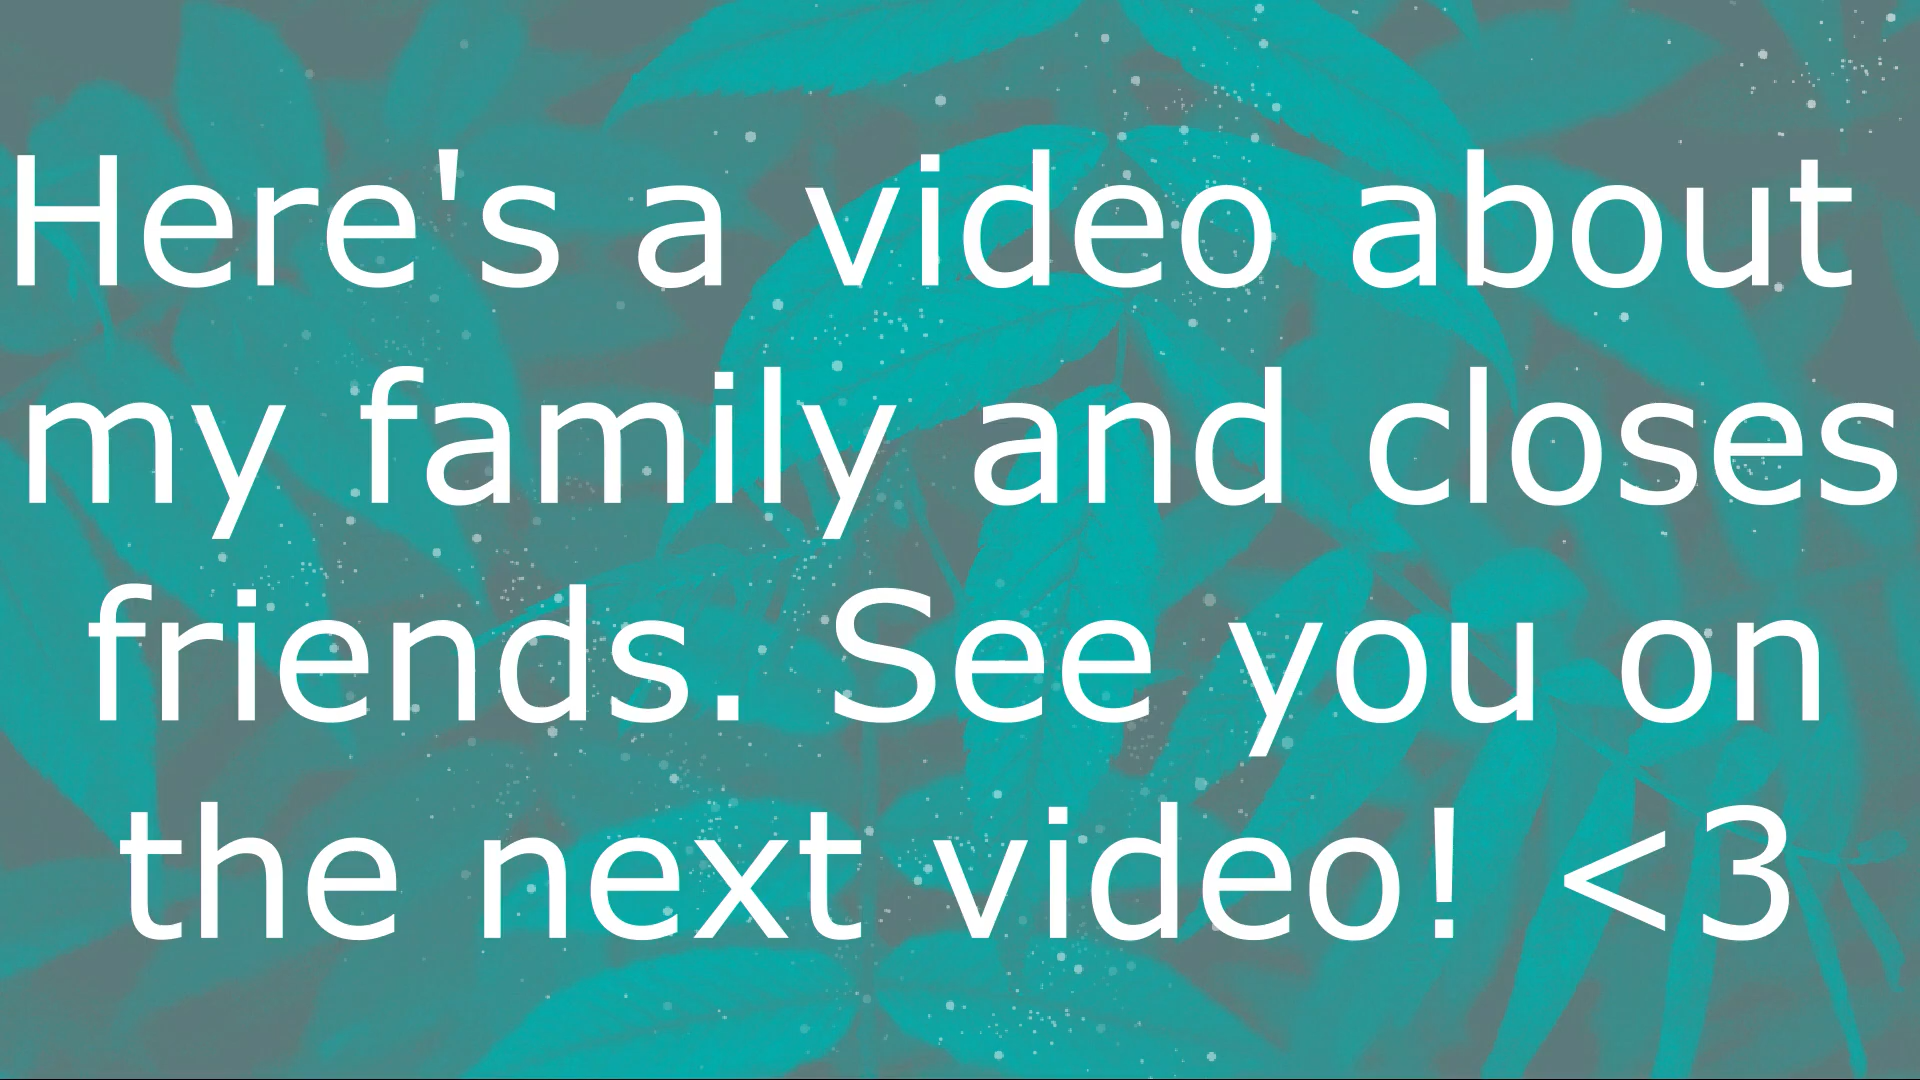 Here's a video about
my family and closes
friends. See you on
the next video! <3